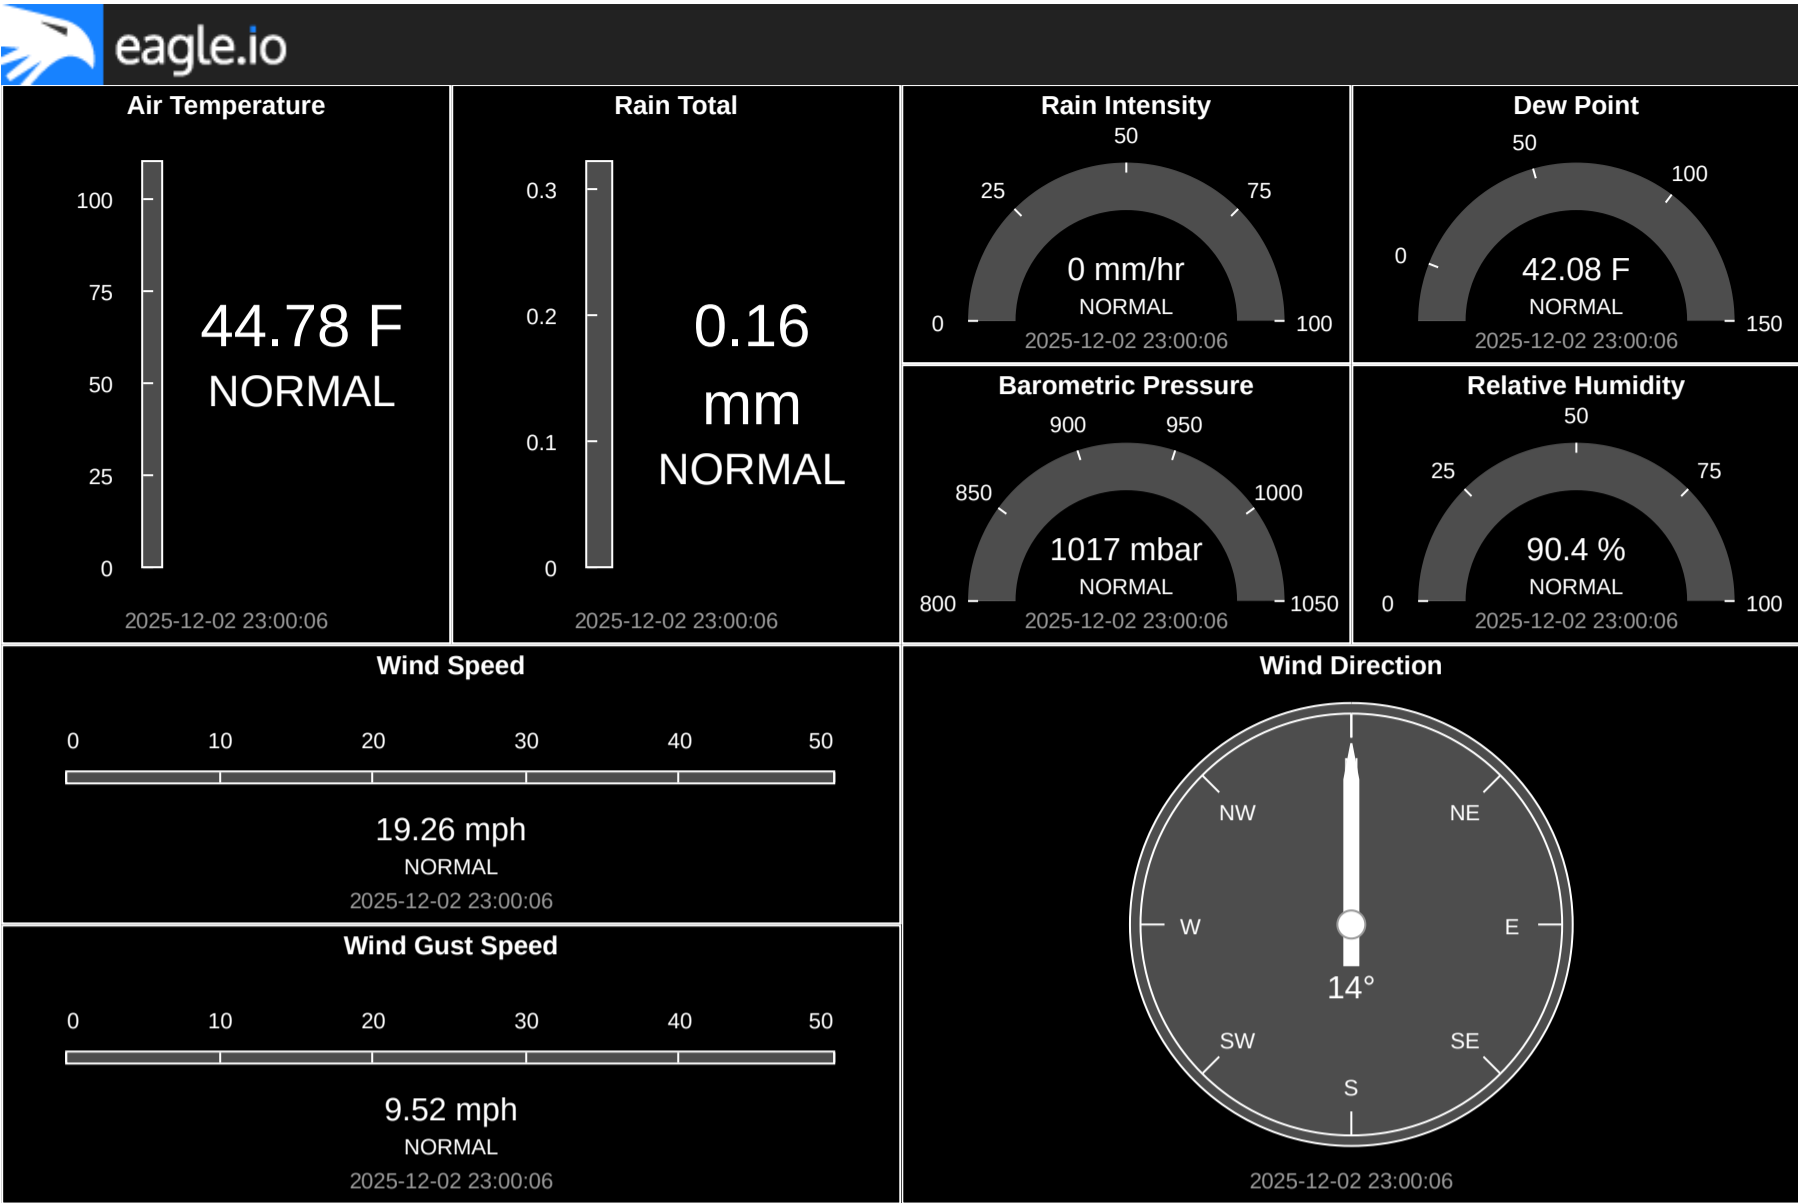 eagle.io
Air Temperature
100
75
50
25
0
44.78 F
NORMAL
2025-12-02 23:00:06
Rain Total
0.3
0.2
0.1
0
0.16
mm
NORMAL
2025-12-02 23:00:06
Rain Intensity
0
25
50
75
100
0 mm/hr
NORMAL
2025-12-02 23:00:06
Dew Point
0
50
100
150
42.08 F
NORMAL
2025-12-02 23:00:06
Barometric Pressure
800
850
900
950
1000
1050
1017 mbar
NORMAL
2025-12-02 23:00:06
Relative Humidity
0
25
50
75
100
90.4 %
NORMAL
2025-12-02 23:00:06
Wind Speed
0 10 20 30 40 50
19.26 mph
NORMAL
2025-12-02 23:00:06
Wind Gust Speed
0 10 20 30 40 50
9.52 mph
NORMAL
2025-12-02 23:00:06
Wind Direction
NW NE
W E
14°
SW SE
S
2025-12-02 23:00:06